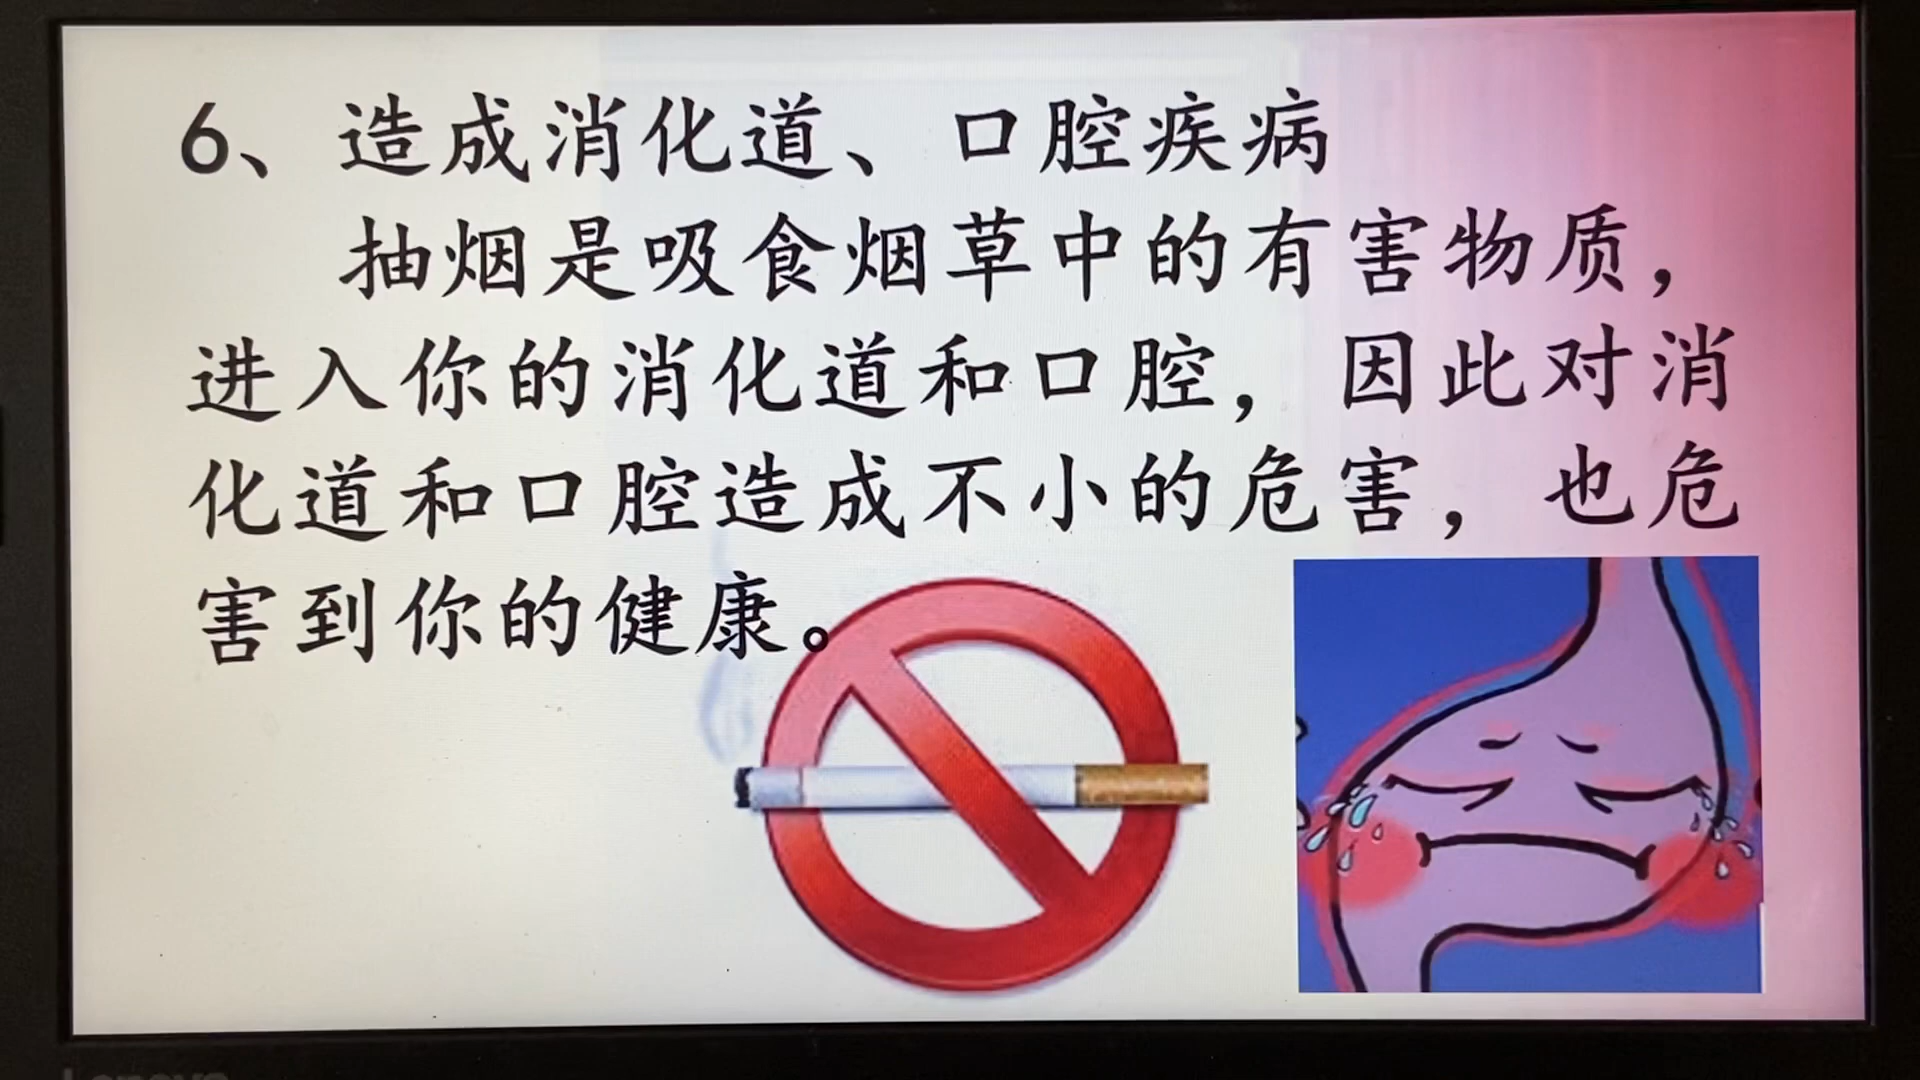 6、造成消化道、口腔疾病
抽烟是吸食烟草中的有害物质，
进入你的消化道和口腔，因此对消
化道和口腔造成不小的危害，也危
害到你的健康。